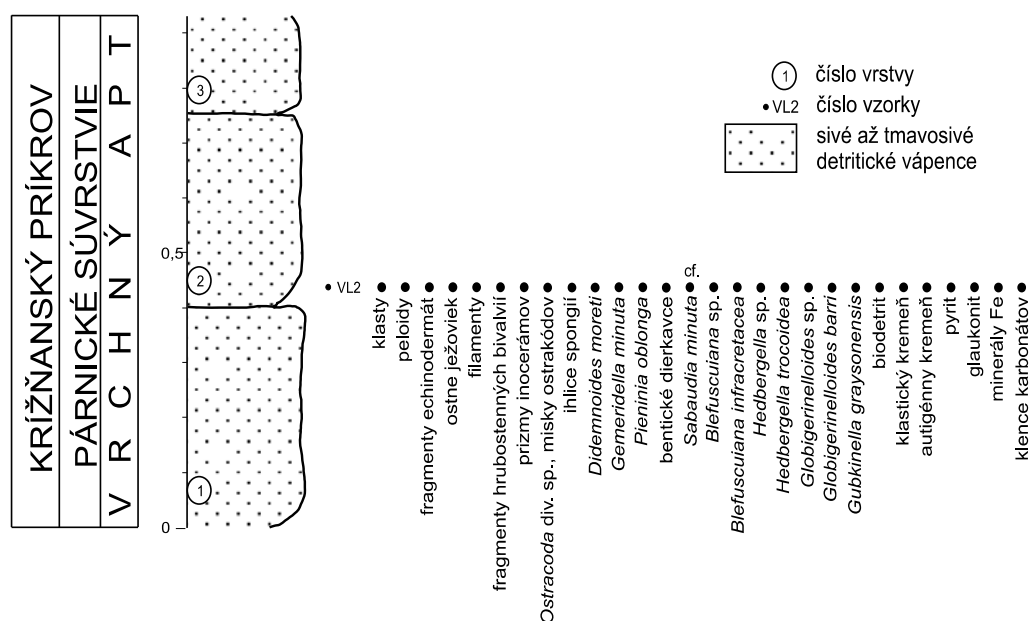 KRÍŽŇANSKÝ PRÍKROV
PÁRNICKÉ SÚVRSTVIE
VRCHNÝ APT
3
2
1
0,5
0
1 číslo vrstvy
• VL2 číslo vzorky
sivé až tmavosivé
detritické vápence
• VL2
klasty
peloidy
fragmenty echinodermát
ostne ježoviek
filamenty
fragmenty hrubostenných bivalvií
prizmy inocerámov
Ostracoda div. sp., misky ostrakódov
ihlice spongií
Didemnoides moreti
Gemeridella minuta
Pieninia oblonga
bentické dierkavce
cf.
Sabaudia minuta
Blefuscuiana sp.
Blefuscuiana infracretacea
Hedbergella sp.
Hedbergella trocoidea
Globigerinelloides sp.
Globigerinelloides barri
Gubkinella graysonensis
biodetrit
klastický kremeň
autigénny kremeň
pyrit
glaukonit
minerály Fe
klence karbonátov